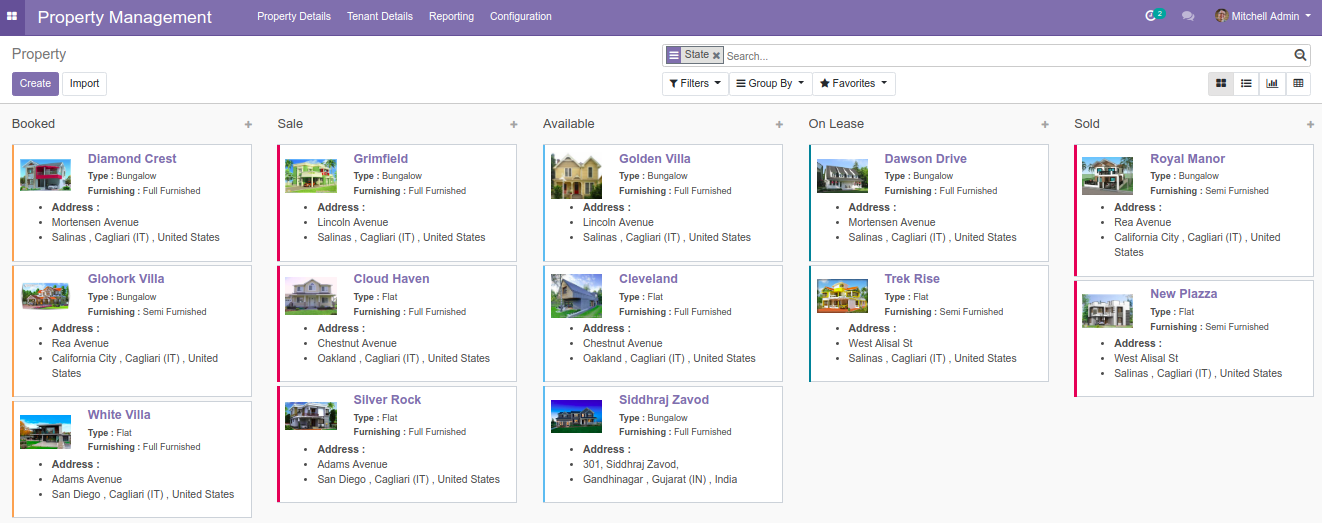 Property Management
Property Details
Tenant Details
Reporting
Configuration
2
Mitchell Admin
Property
State
Search...
Create
Import
Filters
Group By
Favorites
Booked
Diamond Crest
Type : Bungalow
Furnishing : Full Furnished
Address :
Mortensen Avenue
Salinas , Cagliari (IT) , United States
Glohork Villa
Type : Bungalow
Furnishing : Semi Furnished
Address :
Rea Avenue
California City , Cagliari (IT) , United
States
White Villa
Type : Flat
Furnishing : Full Furnished
Address :
Adams Avenue
San Diego , Cagliari (IT) , United States
Sale
Grimfield
Type : Bungalow
Furnishing : Full Furnished
Address :
Lincoln Avenue
Salinas , Cagliari (IT) , United States
Cloud Haven
Type : Flat
Furnishing : Full Furnished
Address :
Chestnut Avenue
Oakland , Cagliari (IT) , United States
Silver Rock
Type : Flat
Furnishing : Full Furnished
Address :
Adams Avenue
San Diego , Cagliari (IT) , United States
Available
Golden Villa
Type : Bungalow
Furnishing : Full Furnished
Address :
Lincoln Avenue
Salinas , Cagliari (IT) , United States
Cleveland
Type : Flat
Furnishing : Full Furnished
Address :
Chestnut Avenue
Oakland , Cagliari (IT) , United States
Siddhraj Zavod
Type : Bungalow
Furnishing : Full Furnished
Address :
301, Siddhraj Zavod,
Gandhinagar , Gujarat (IN) , India
On Lease
Dawson Drive
Type : Bungalow
Furnishing : Full Furnished
Address :
Mortensen Avenue
Salinas , Cagliari (IT) , United States
Trek Rise
Type : Flat
Furnishing : Semi Furnished
Address :
West Alisal St
Salinas , Cagliari (IT) , United States
Sold
Royal Manor
Type : Bungalow
Furnishing : Semi Furnished
Address :
Rea Avenue
California City , Cagliari (IT) , United
States
New Plazza
Type : Flat
Furnishing : Semi Furnished
Address :
West Alisal St
Salinas , Cagliari (IT) , United States